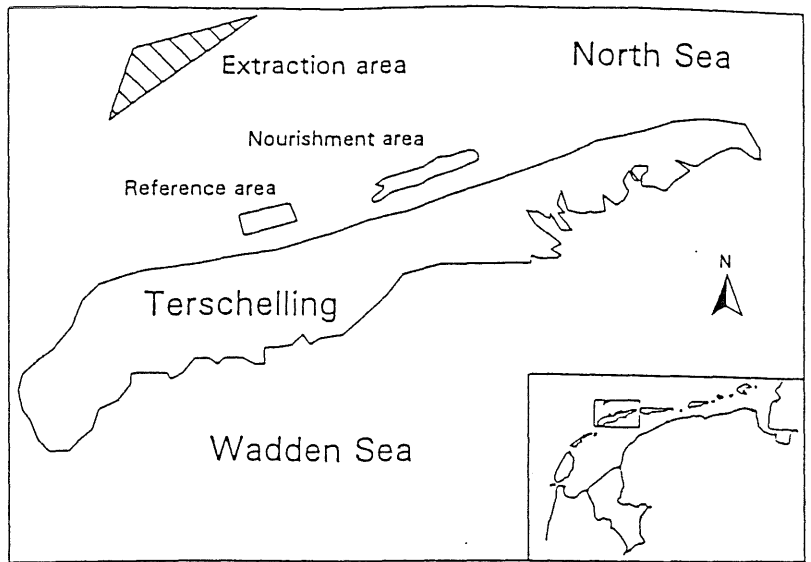 North Sea
Extraction area
Nourishment area
Reference area
N
Terschelling
Wadden Sea